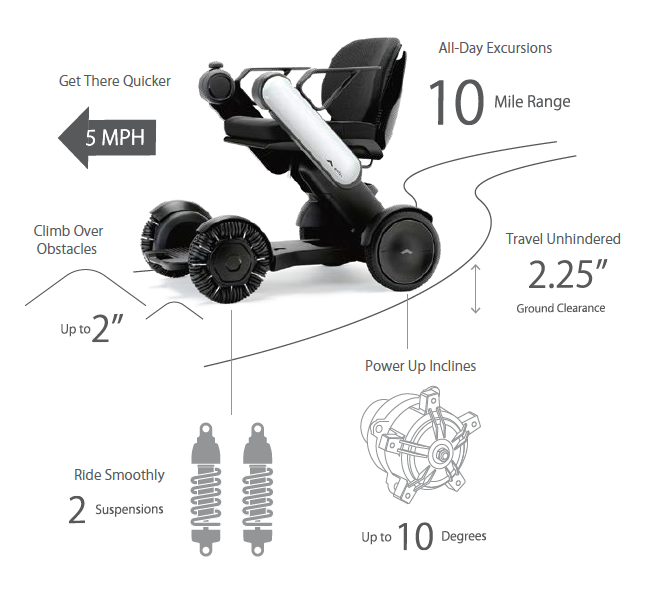 All-Day Excursions
10 Mile Range
Get There Quicker
5 MPH
Climb Over
Obstacles
Up to 2”
Travel Unhindered
2.25”
Ground Clearance
Power Up Inclines
Up to 10 Degrees
Ride Smoothly
2 Suspensions